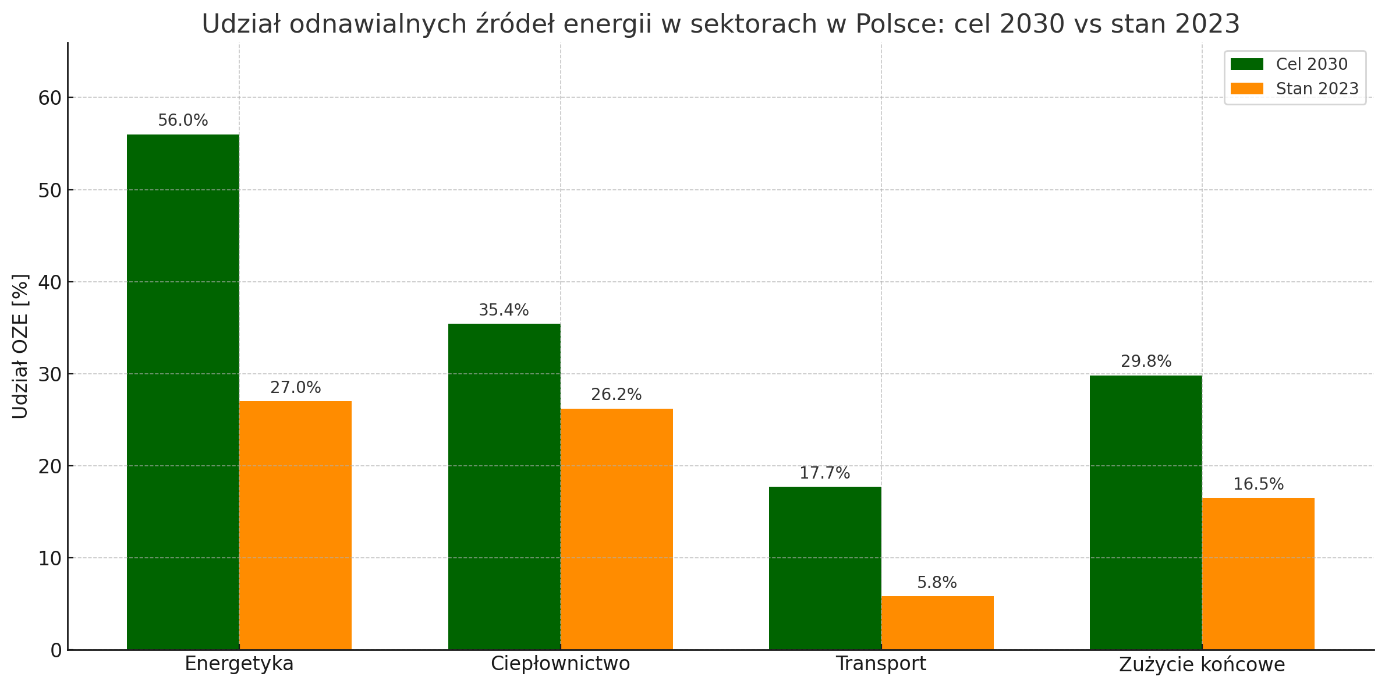 Udział odnawialnych źródeł energii w sektorach w Polsce: cel 2030 vs stan 2023
Cel 2030
Stan 2023
Udział OZE [%]
60
50
40
30
20
10
0
56.0%
27.0%
35.4%
26.2%
17.7%
5.8%
29.8%
16.5%
Energetyka
Ciepłownictwo
Transport
Zużycie końcowe